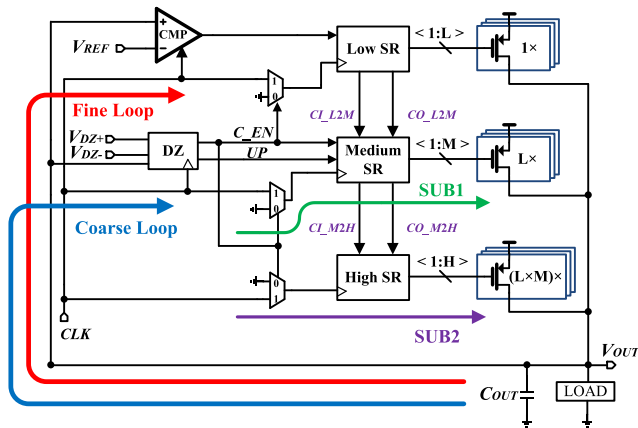 +
CMP
−
VREF
Low SR
< 1:L >
1×
1
0
Fine Loop
CI_L2M
CO_L2M
VDZ+
VDZ-
DZ
C_EN
UP
Medium
SR
< 1:M >
L×
1
0
SUB1
Coarse Loop
CI_M2H
CO_M2H
0
1
High SR
< 1:H >
(L×M)×
CLK
SUB2
VOUT
COUT
LOAD